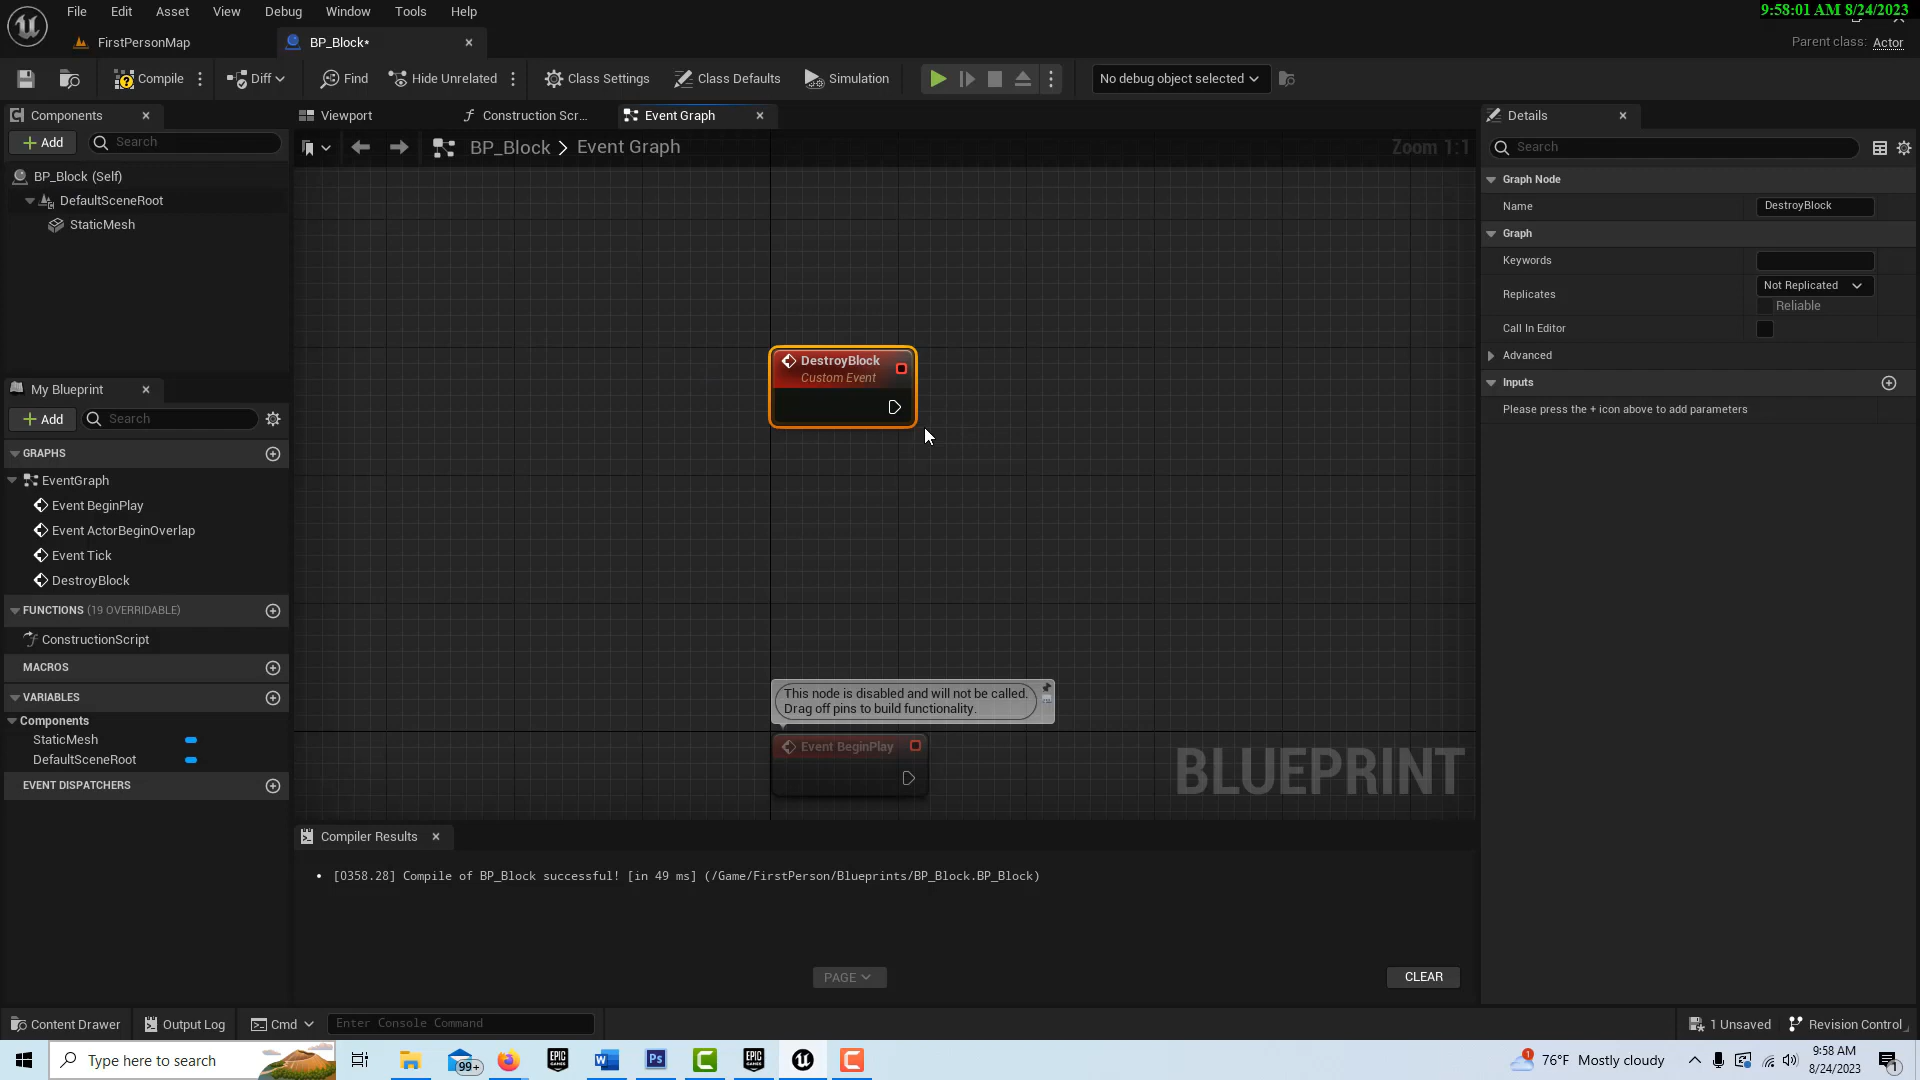 File Edit Asset View Debug Window Tools Help
9:58:01 AM 8/24/2023
FirstPersonMap
BP_Block*
Parent class: Actor
Compile
Diff
Find
Hide Unrelated
Class Settings
Class Defaults
Simulation
No debug object selected
Components
Add
Search
BP_Block (Self)
DefaultSceneRoot
StaticMesh
My Blueprint
Add
Search
GRAPHS
EventGraph
Event BeginPlay
Event ActorBeginOverlap
Event Tick
DestroyBlock
FUNCTIONS (19 OVERRIDABLE)
ConstructionScript
MACROS
VARIABLES
Components
StaticMesh
DefaultSceneRoot
EVENT DISPATCHERS
Viewport
Construction Scr...
Event Graph
BP_Block > Event Graph
Zoom 1:1
DestroyBlock
Custom Event
This node is disabled and will not be called.
Drag off pins to build functionality.
Event BeginPlay
BLUEPRINT
Compiler Results
• [0358.28] Compile of BP_Block successful! [in 49 ms] (/Game/FirstPerson/Blueprints/BP_Block.BP_Block)
PAGE
CLEAR
Details
Search
Graph Node
Name
DestroyBlock
Graph
Keywords
Replicates
Not Replicated
Reliable
Call In Editor
Advanced
Inputs
Please press the + icon above to add parameters
Content Drawer
Output Log
Cmd
Enter Console Command
1 Unsaved
Revision Control
Type here to search
99+
EPIC GAMES
W
Ps
EPIC GAMES
1
76°F Mostly cloudy
9:58 AM
8/24/2023
1